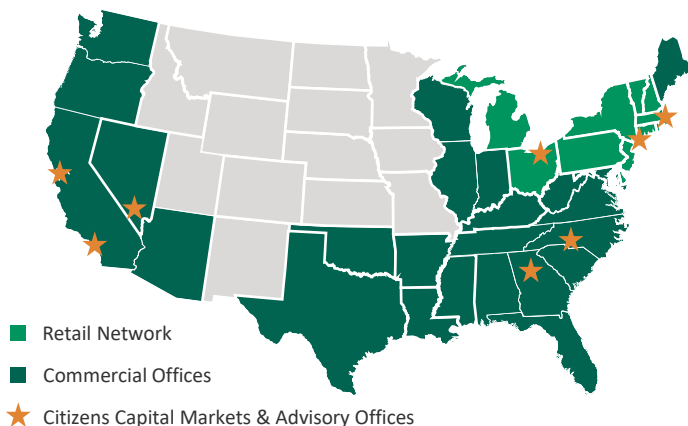 Retail Network
Commercial Offices
Citizens Capital Markets & Advisory Offices